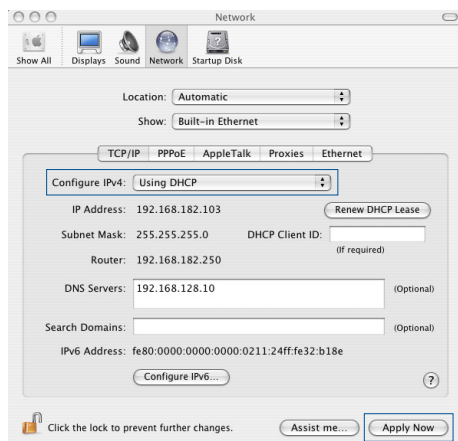 Network
Show All Displays Sound Network Startup Disk
Location: Automatic
Show: Built-in Ethernet
TCP/IP PPPoE AppleTalk Proxies Ethernet
Configure IPv4: Using DHCP
IP Address: 192.168.182.103 Renew DHCP Lease
Subnet Mask: 255.255.255.0 DHCP Client ID:
(If required)
Router: 192.168.182.250
DNS Servers: 192.168.128.10 (Optional)
Search Domains: (Optional)
IPv6 Address: fe80:0000:0000:0000:0211:24ff:fe32:b18e
Configure IPv6... ?
Click the lock to prevent further changes. Assist me... Apply Now